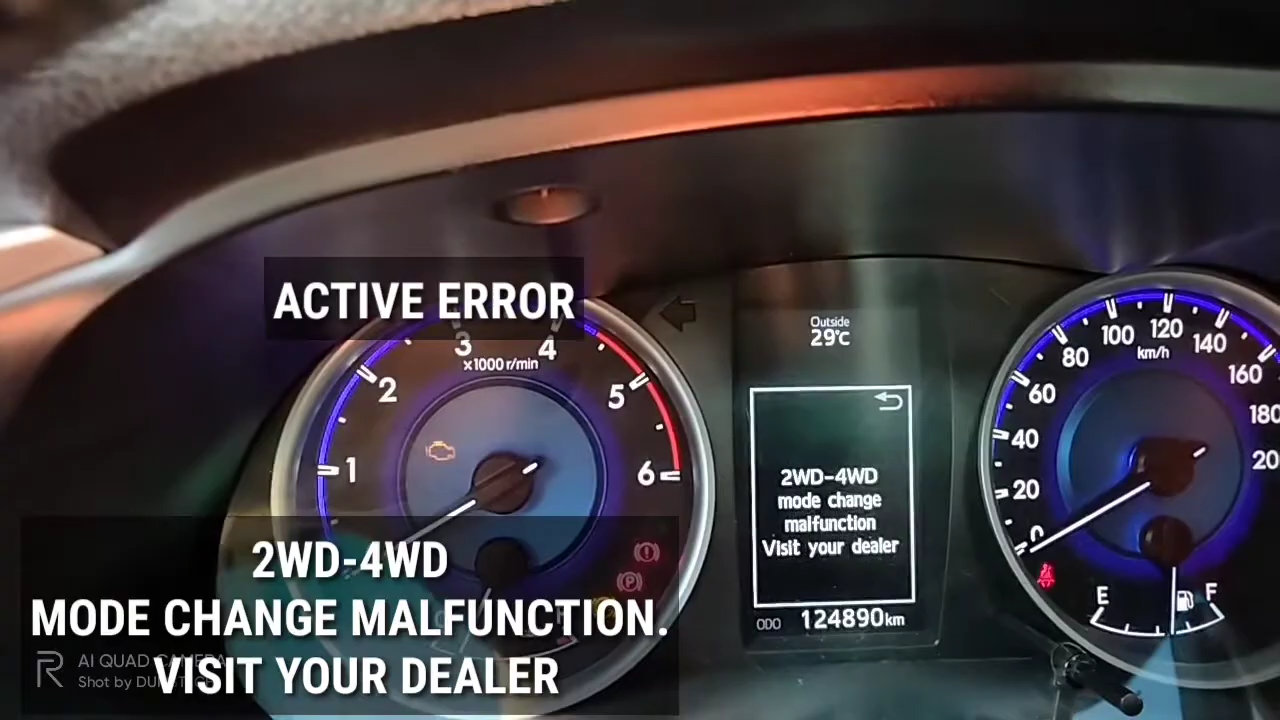 ACTIVE ERROR
3
4
x1000 r/min
2
5
1
6
Outside
29°C
2WD-4WD
mode change
malfunction
Visit your dealer
ODO 124890km
100
120
80
km/h
140
60
160
40
180
20
20
0
E
F
P
2WD-4WD
MODE CHANGE MALFUNCTION.
VISIT YOUR DEALER
R
AI QUAD CAMERA
Shot by